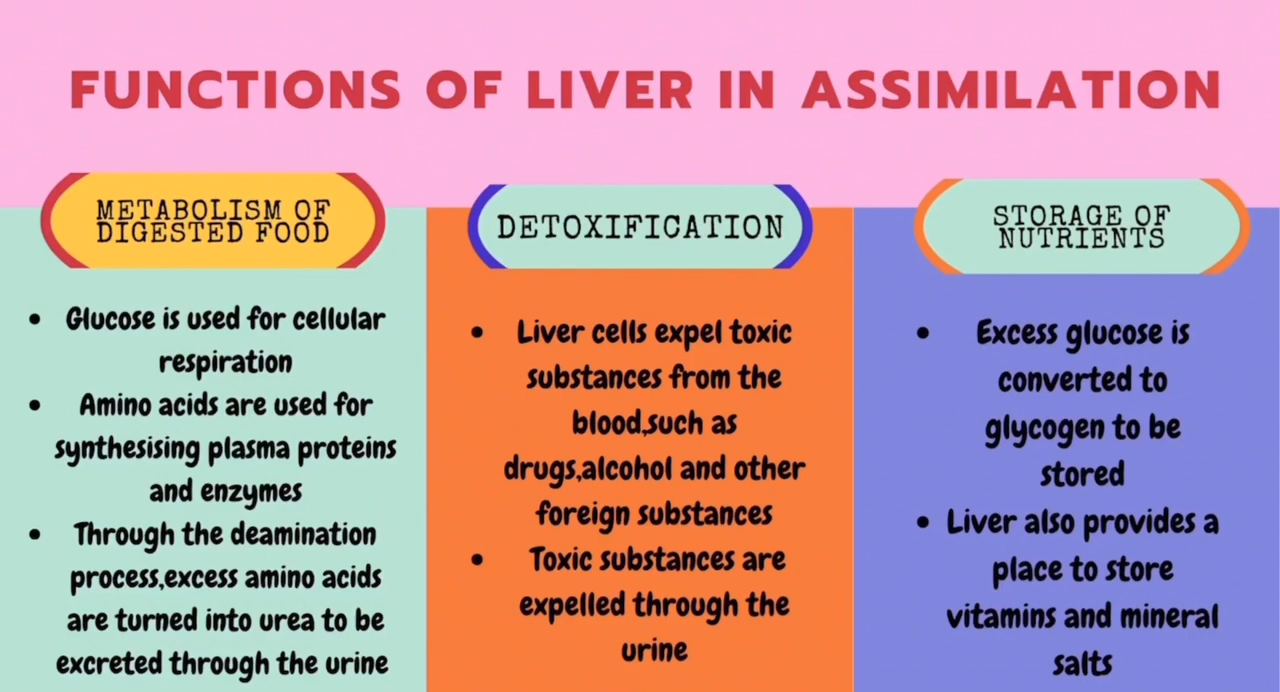 FUNCTIONS OF LIVER IN ASSIMILATION
METABOLISM OF
DIGESTED FOOD
• Glucose is used for cellular
respiration
• Amino acids are used for
synthesising plasma proteins
and enzymes
• Through the deamination
process,excess amino acids
are turned into urea to be
excreted through the urine
DETOXIFICATION
• Liver cells expel toxic
substances from the
blood,such as
drugs,alcohol and other
foreign substances
• Toxic substances are
expelled through the
urine
STORAGE OF
NUTRIENTS
• Excess glucose is
converted to
glycogen to be
stored
• Liver also provides a
place to store
vitamins and mineral
salts